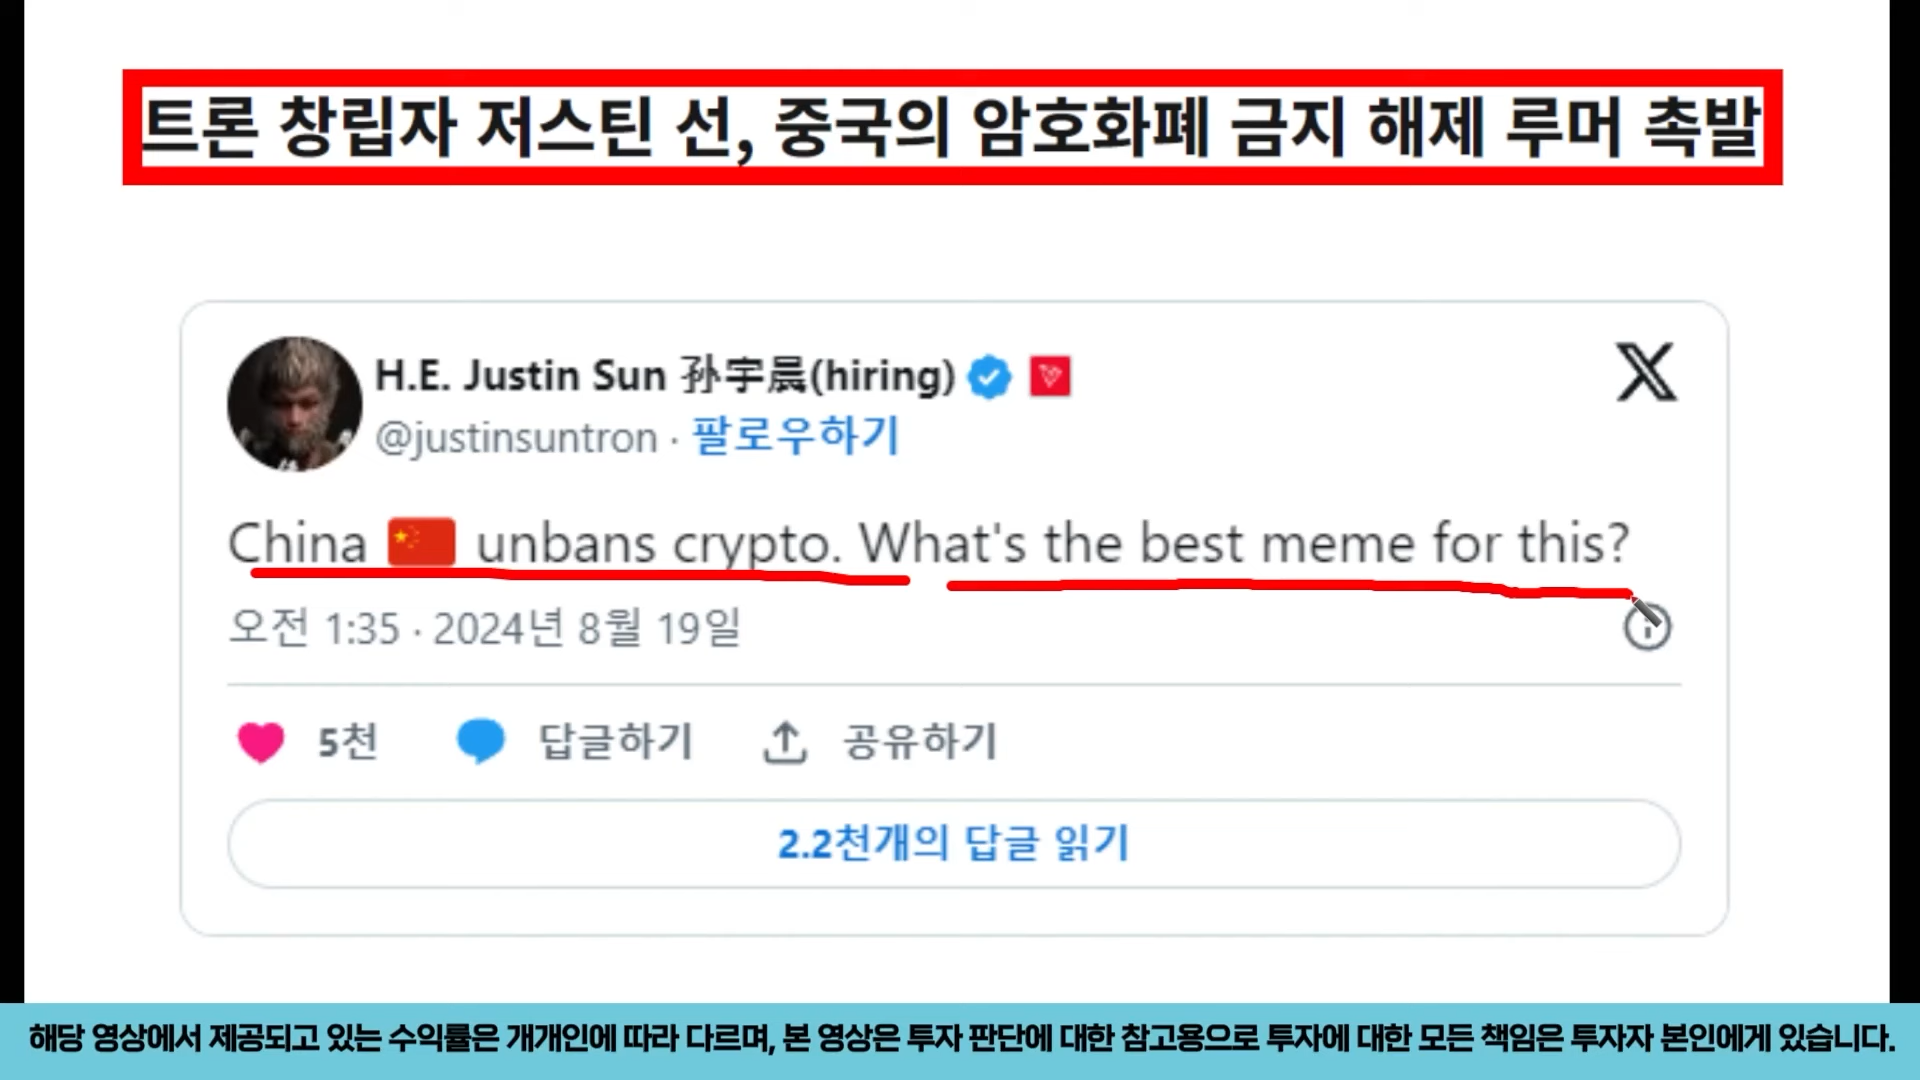 트론 창립자 저스틴 선, 중국의 암호화폐 금지 해제 루머 촉발
H.E. Justin Sun 孙宇晨(hiring)
@justinsuntron · 팔로우하기
China 🇨🇳 unbans crypto. What's the best meme for this?
오전 1:35 · 2024년 8월 19일
5천 답글하기 공유하기
2.2천개의 답글 읽기
해당 영상에서 제공되고 있는 수익률은 개개인에 따라 다르며, 본 영상은 투자 판단에 대한 참고용으로 투자에 대한 모든 책임은 투자자 본인에게 있습니다.